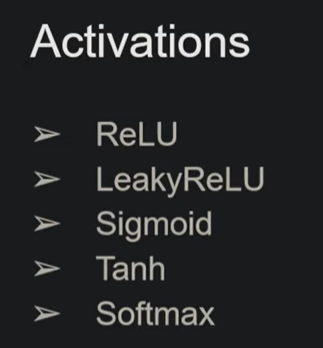 Activations
➢ ReLU
➢ LeakyReLU
➢ Sigmoid
➢ Tanh
➢ Softmax